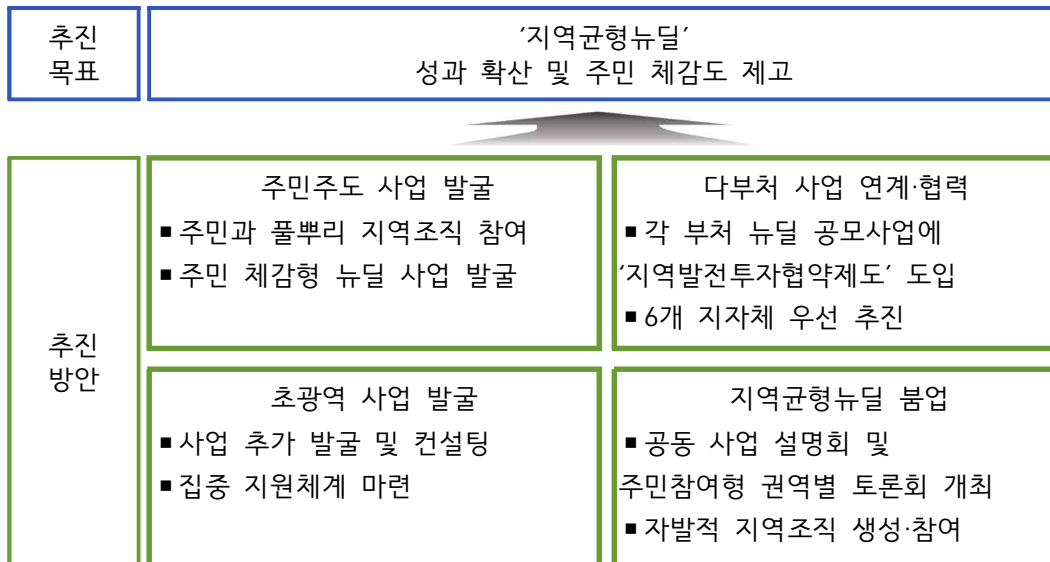 추진
목표
‘지역균형뉴딜’
성과 확산 및 주민 체감도 제고
추진
방안
주민주도 사업 발굴
▪주민과 풀뿌리 지역조직 참여
▪주민 체감형 뉴딜 사업 발굴
다부처 사업 연계·협력
▪각 부처 뉴딜 공모사업에
‘지역발전투자협약제도’ 도입
▪6개 지자체 우선 추진
초광역 사업 발굴
▪사업 추가 발굴 및 컨설팅
▪집중 지원체계 마련
지역균형뉴딜 붐업
▪공동 사업 설명회 및
주민참여형 권역별 토론회 개최
▪자발적 지역조직 생성·참여